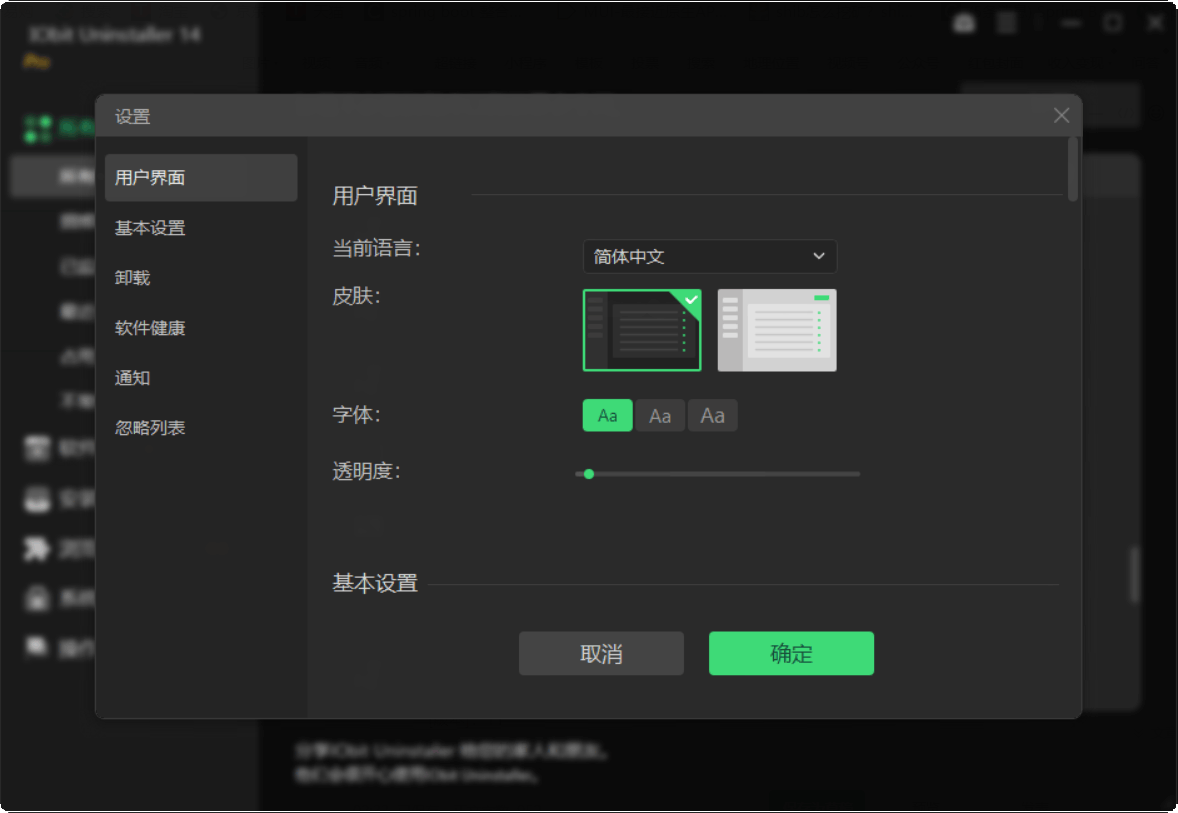 IObit Uninstaller 14
Pro
设置
用户界面
基本设置
卸载
软件健康
通知
忽略列表
用户界面
当前语言：
简体中文
皮肤：
字体：
Aa
Aa
Aa
透明度：
基本设置
取消
确定
分享IObit Uninstaller 给您的家人和朋友。
他们会很开心使用IObit Uninstaller。